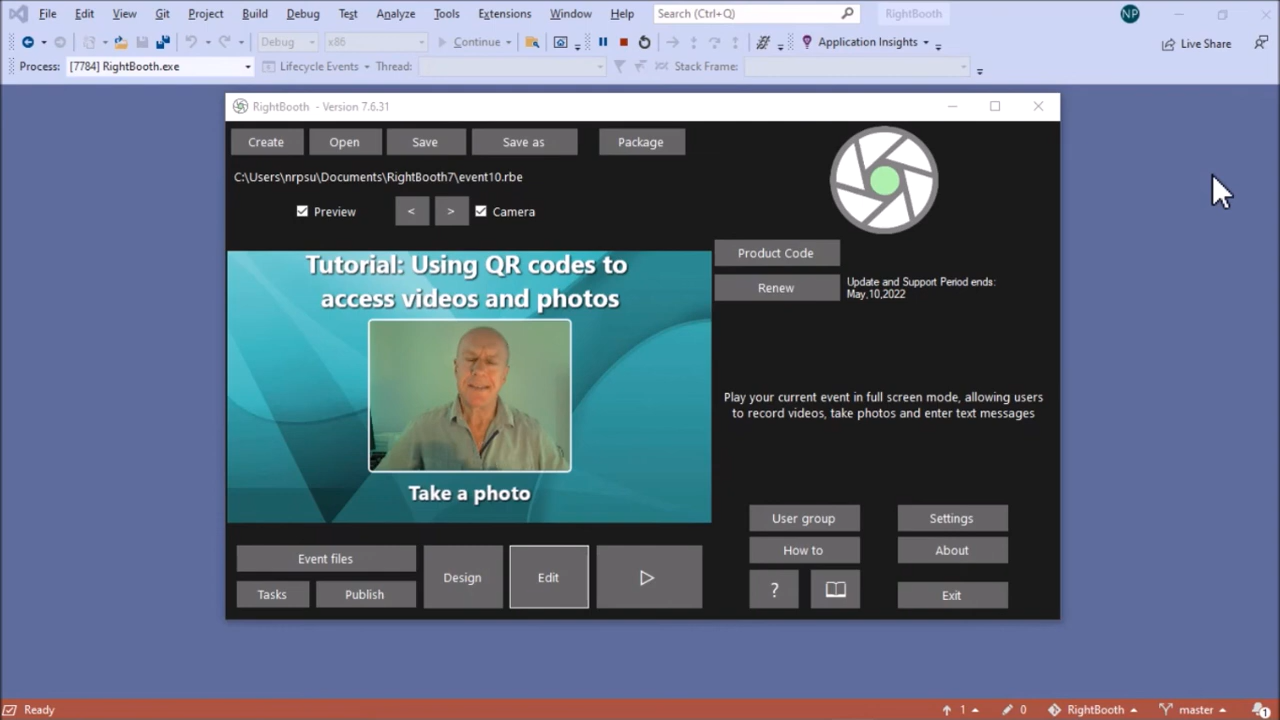 File Edit View Git Project Build Debug Test Analyze Tools Extensions Window Help Search (Ctrl+Q) RightBooth NP
Debug x86 Continue Application Insights Live Share
Process: [7784] RightBooth.exe Lifecycle Events Thread: Stack Frame:
RightBooth - Version 7.6.31
Create Open Save Save as Package
C:\Users\nrpsu\Documents\RightBooth7\event10.rbe
Preview < > Camera
Product Code
Renew
Update and Support Period ends:
May,10,2022
Tutorial: Using QR codes to
access videos and photos
Take a photo
Play your current event in full screen mode, allowing users
to record videos, take photos and enter text messages
Event files
Tasks Publish
Design Edit
User group Settings
How to About
? Exit
Ready 1 0 RightBooth master 1